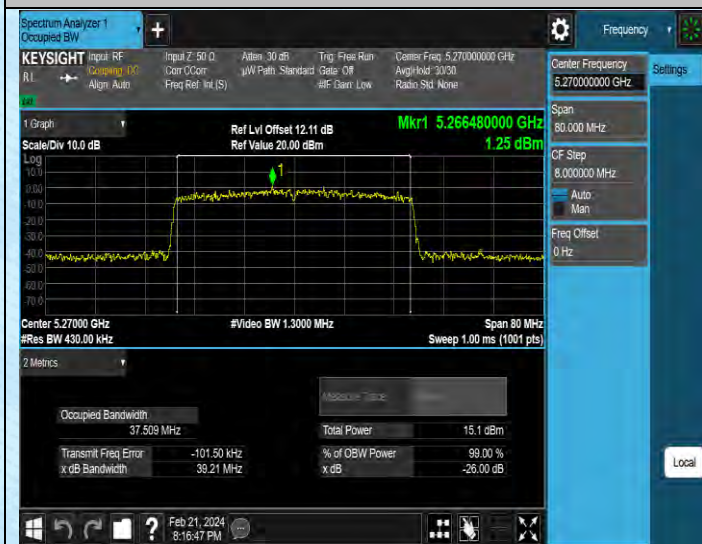 Spectrum Analyzer 1
Occupied BW
+
Frequency
KEYSIGHT
Input: RF
Coupling: DC
Align: Auto
Input Z: 50 Ω
Corr CCorr
Freq Ref: Int (S)
Atten: 30 dB
µW Path: Standard
Trig: Free Run
Gate: Off
#IF Gain: Low
Center Freq: 5.270000000 GHz
Avg|Hold: 30/30
Radio Std: None
Center Frequency
5.270000000 GHz
Settings
Span
80.000 MHz
CF Step
8.000000 MHz
Auto
Man
Freq Offset
0 Hz
1 Graph
Scale/Div 10.0 dB
Ref Lvl Offset 12.11 dB
Ref Value 20.00 dBm
Mkr1 5.266480000 GHz
1.25 dBm
Log
10.0
0.00
-10.0
-20.0
-30.0
-40.0
-50.0
-60.0
-70.0
1
Center 5.27000 GHz
#Res BW 430.00 kHz
#Video BW 1.3000 MHz
Span 80 MHz
Sweep 1.00 ms (1001 pts)
2 Metrics
Measure Trace
Occupied Bandwidth
37.509 MHz
Total Power 15.1 dBm
Transmit Freq Error -101.50 kHz
% of OBW Power 99.00 %
x dB Bandwidth 39.21 MHz
x dB -26.00 dB
Local
?
Feb 21, 2024
8:16:47 PM